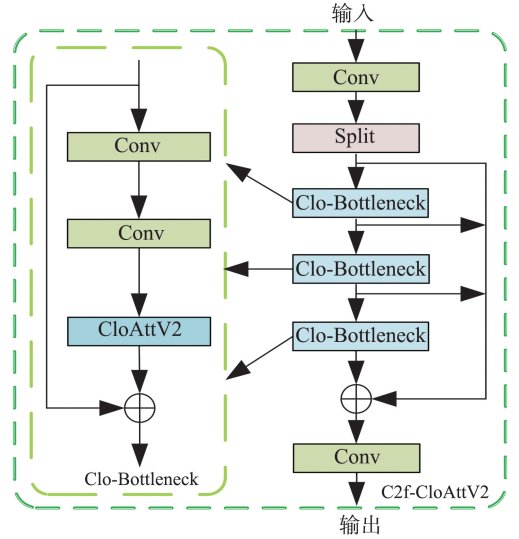 输入
Conv
Split
Clo-Bottleneck
Clo-Bottleneck
Clo-Bottleneck
Conv
C2f-CloAttV2
输出
Conv
Conv
CloAttV2
Clo-Bottleneck